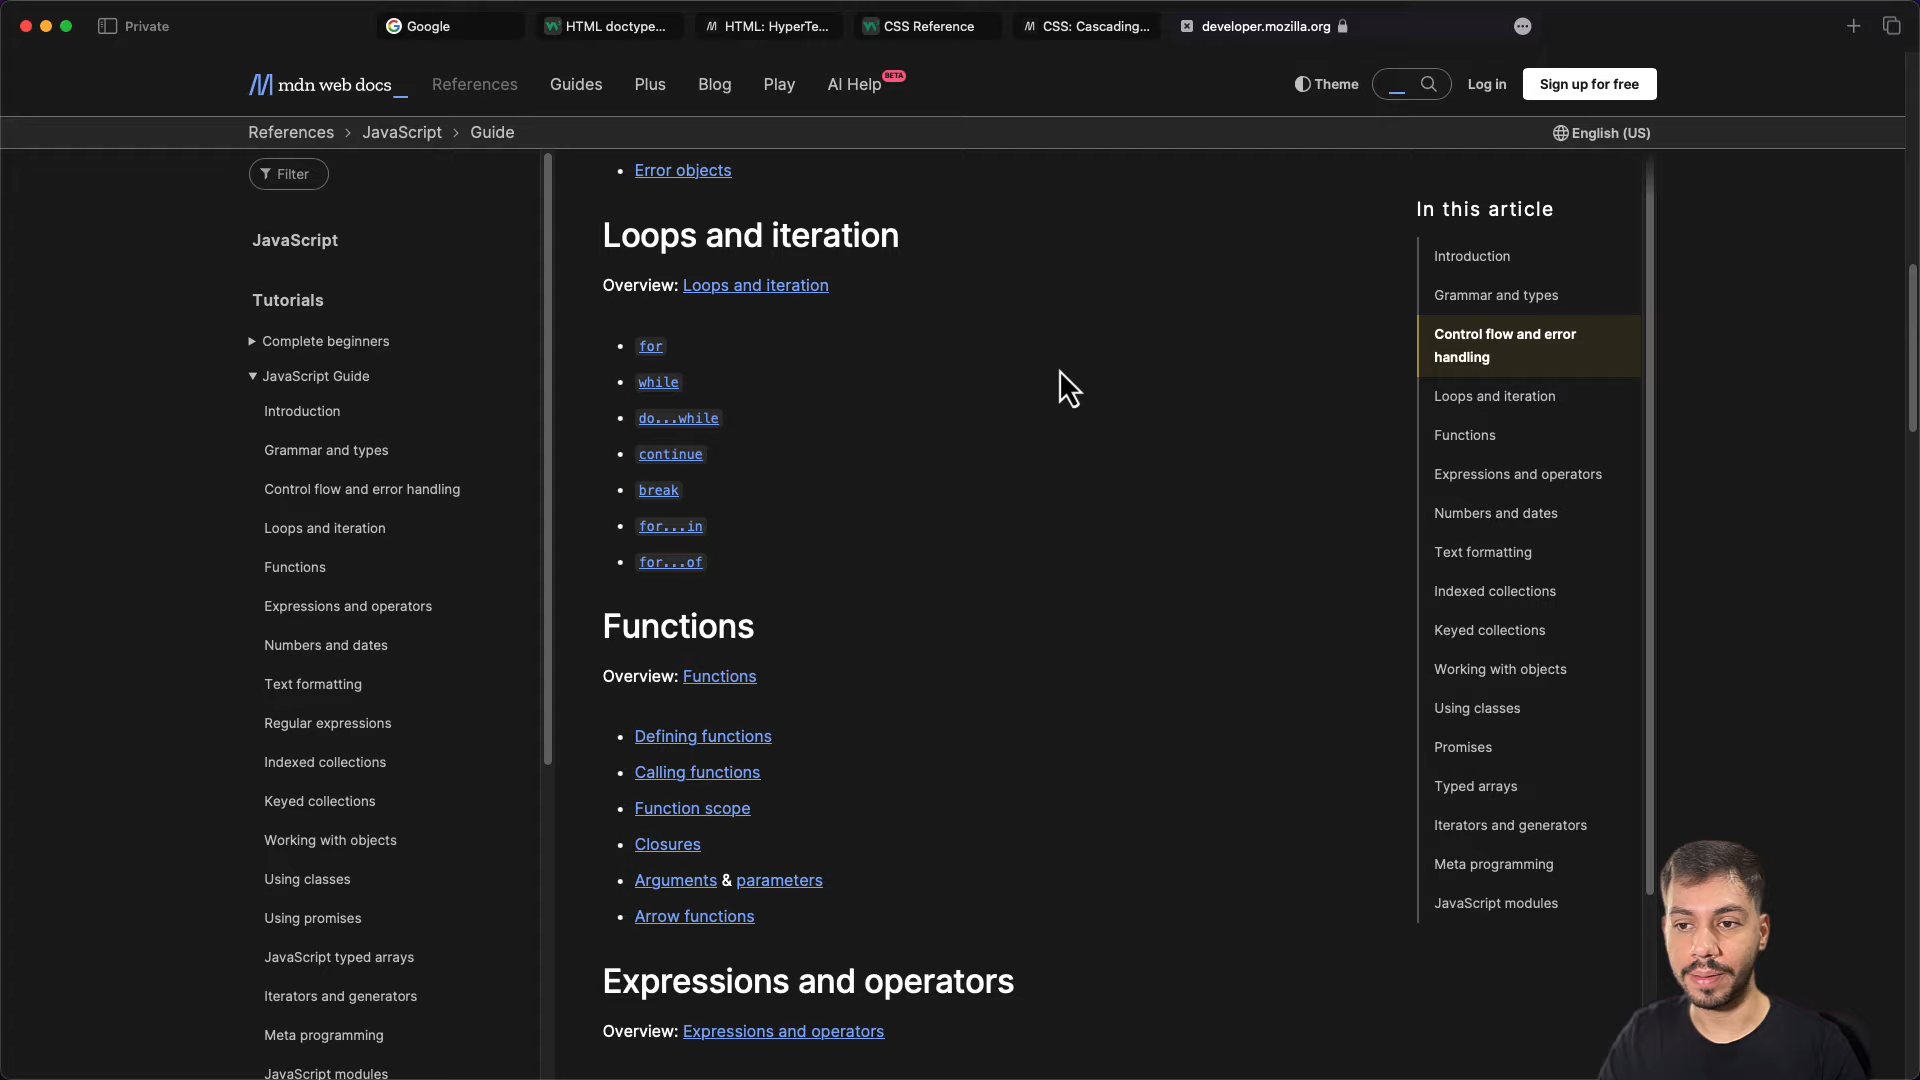 Private
Google
HTML doctype...
HTML: HyperTe...
CSS Reference
CSS: Cascading...
developer.mozilla.org
mdn web docs_
References
Guides
Plus
Blog
Play
AI Help
BETA
Theme
Log in
Sign up for free
References > JavaScript > Guide
English (US)
Filter
JavaScript
Tutorials
Complete beginners
JavaScript Guide
Introduction
Grammar and types
Control flow and error handling
Loops and iteration
Functions
Expressions and operators
Numbers and dates
Text formatting
Regular expressions
Indexed collections
Keyed collections
Working with objects
Using classes
Using promises
JavaScript typed arrays
Iterators and generators
Meta programming
JavaScript modules
• Error objects
Loops and iteration
Overview: Loops and iteration
• for
• while
• do...while
• continue
• break
• for...in
• for...of
Functions
Overview: Functions
• Defining functions
• Calling functions
• Function scope
• Closures
• Arguments & parameters
• Arrow functions
Expressions and operators
Overview: Expressions and operators
In this article
Introduction
Grammar and types
Control flow and error
handling
Loops and iteration
Functions
Expressions and operators
Numbers and dates
Text formatting
Indexed collections
Keyed collections
Working with objects
Using classes
Promises
Typed arrays
Iterators and generators
Meta programming
JavaScript modules